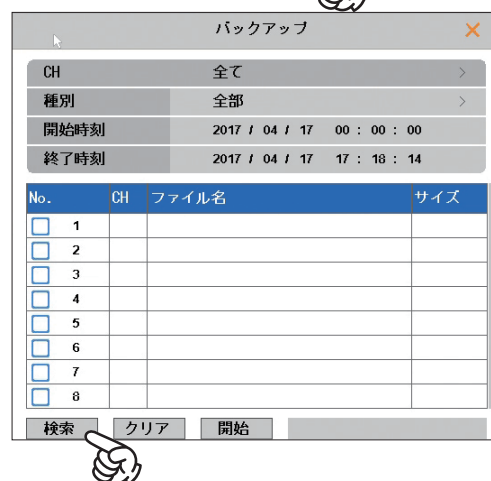 バックアップ
CH 全て
種別 全部
開始時刻 2017 / 04 / 17 00 : 00 : 00
終了時刻 2017 / 04 / 17 17 : 18 : 14
No. CH ファイル名 サイズ
1
2
3
4
5
6
7
8
検索 クリア 開始